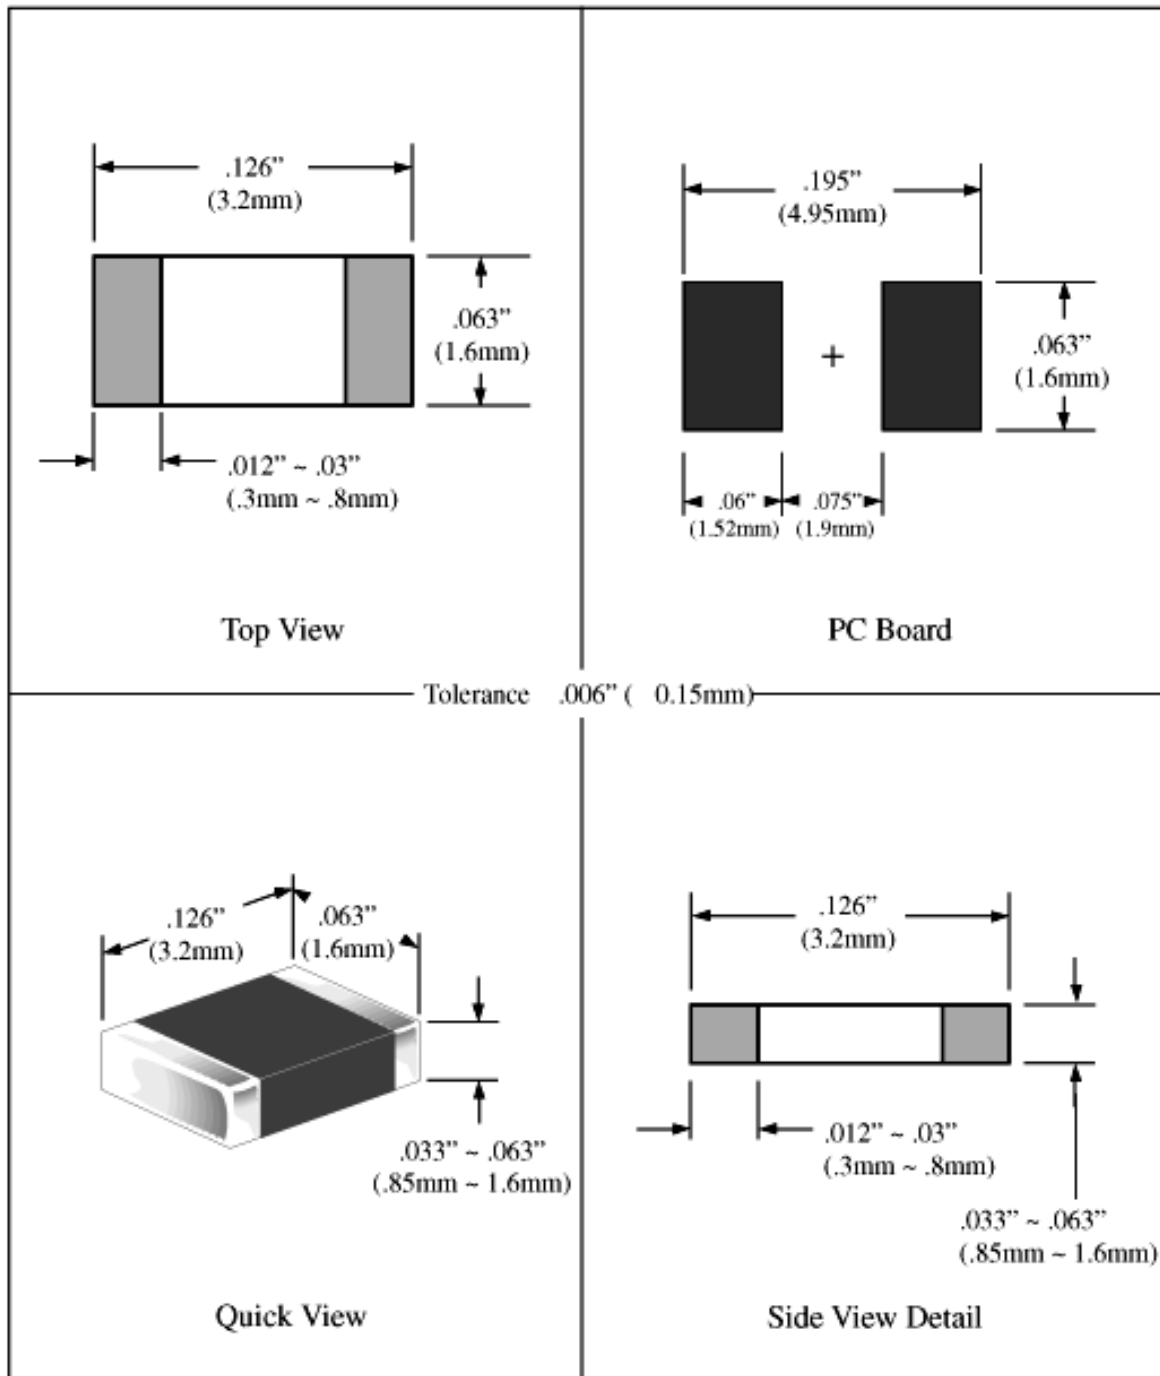 .126”
(3.2mm)
.063”
(1.6mm)
.012” ~ .03”
(.3mm ~ .8mm)
Top View
.195”
(4.95mm)
.063”
(1.6mm)
.06”
(1.52mm)
.075”
(1.9mm)
PC Board
Tolerance .006” ( 0.15mm)
.126”
(3.2mm)
.063”
(1.6mm)
.033” ~ .063”
(.85mm ~ 1.6mm)
Quick View
.126”
(3.2mm)
.012” ~ .03”
(.3mm ~ .8mm)
.033” ~ .063”
(.85mm ~ 1.6mm)
Side View Detail